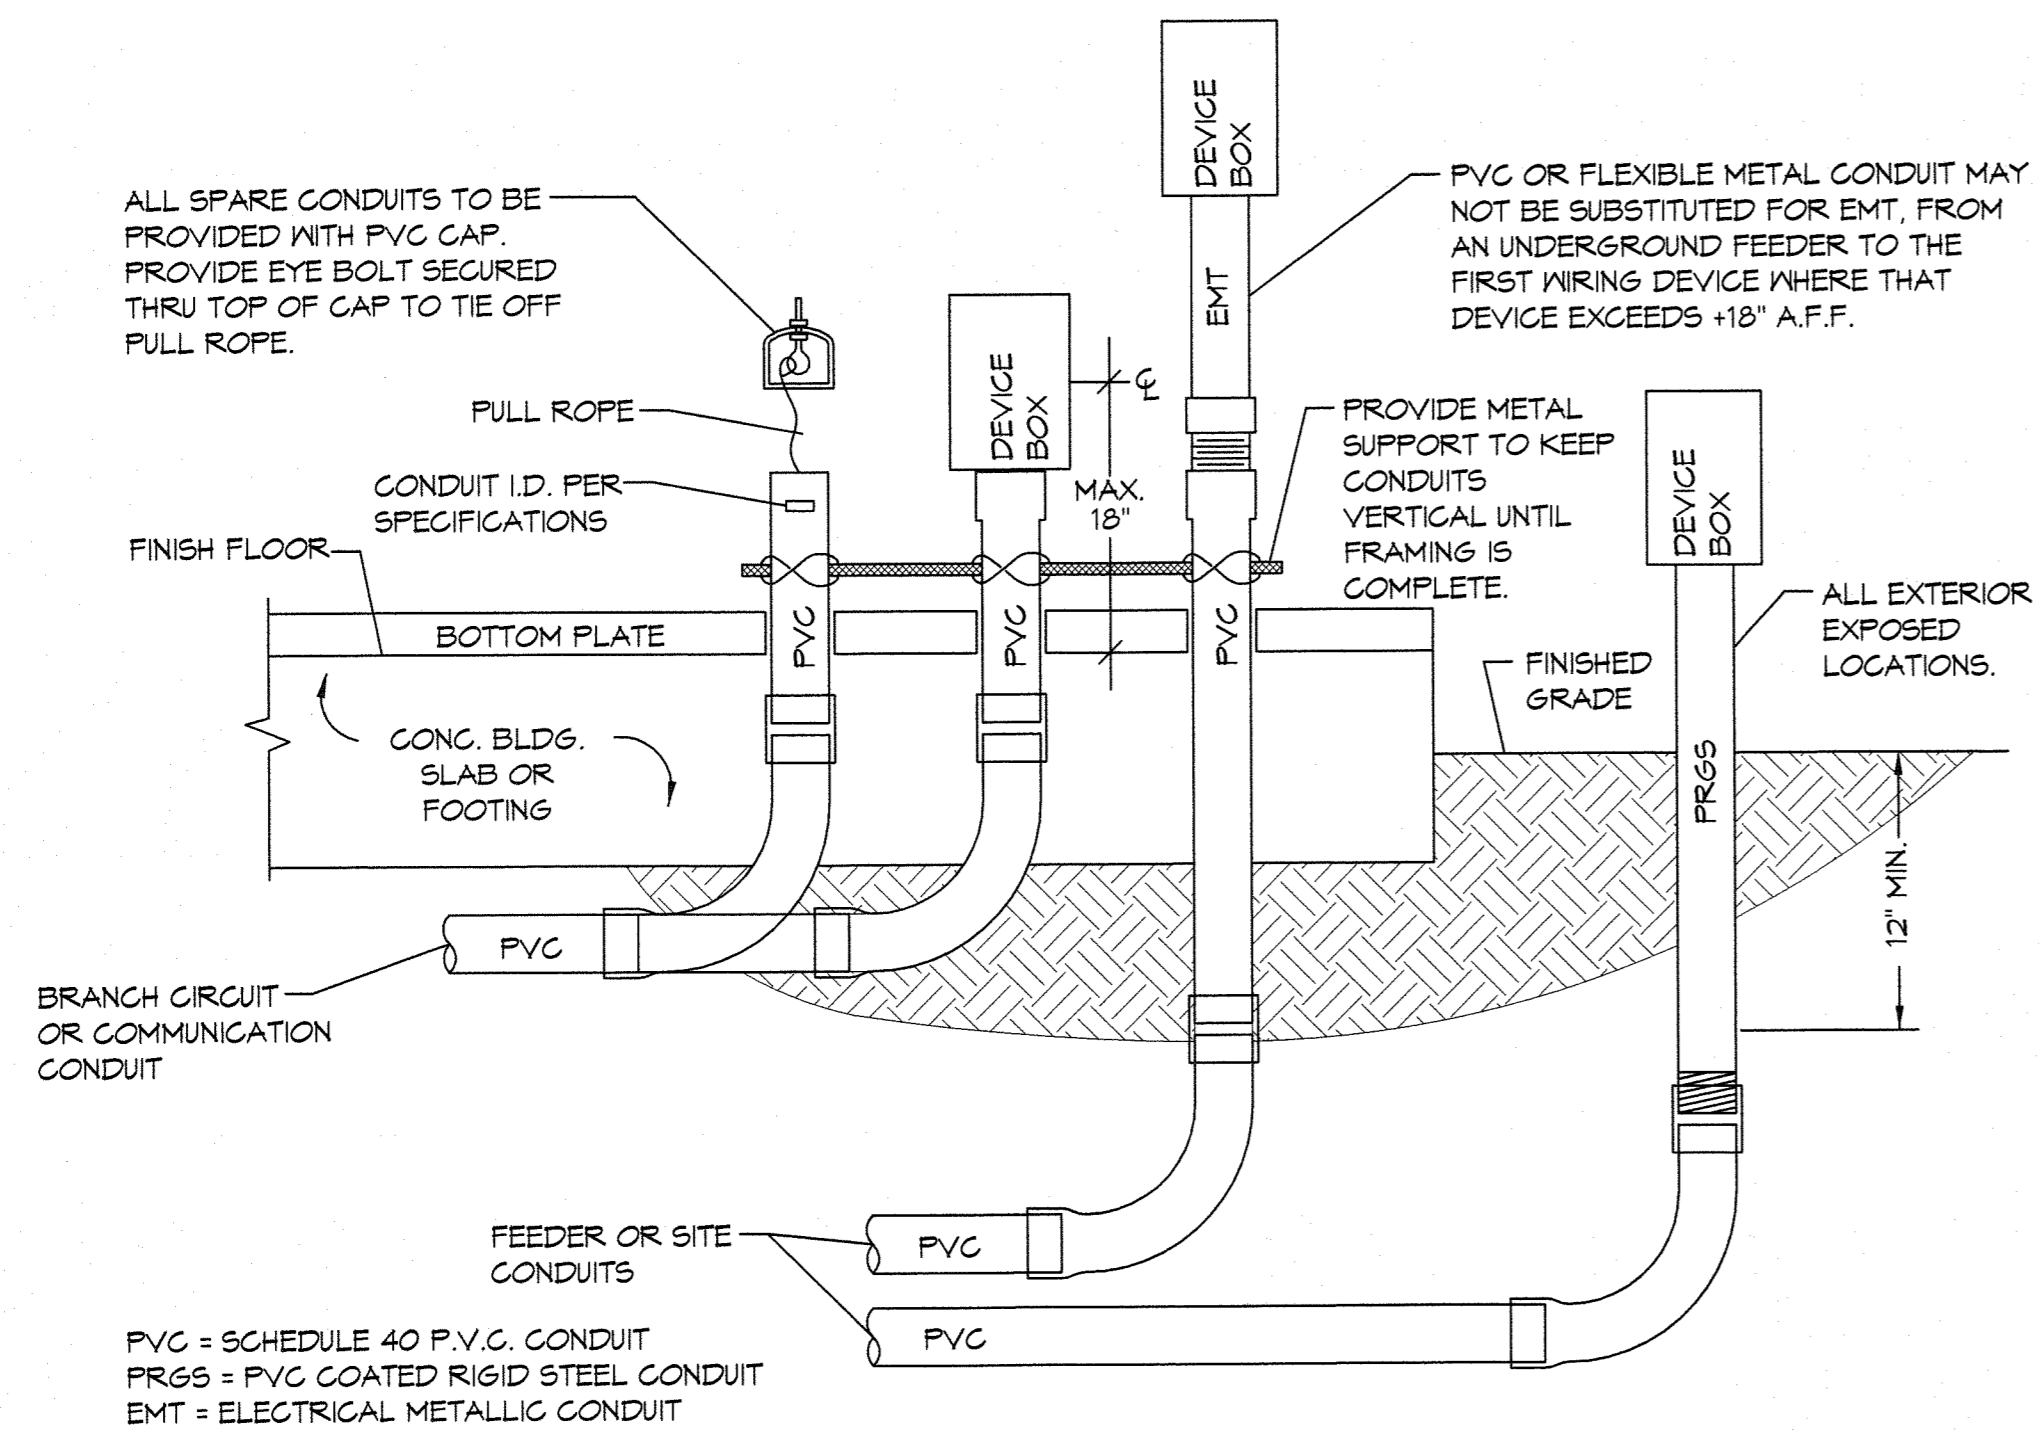 DEVICE
BOX
ALL SPARE CONDUITS TO BE
PROVIDED WITH PVC CAP.
PROVIDE EYE BOLT SECURED
THRU TOP OF CAP TO TIE OFF
PULL ROPE.
PVC OR FLEXIBLE METAL CONDUIT MAY
NOT BE SUBSTITUTED FOR EMT, FROM
AN UNDERGROUND FEEDER TO THE
FIRST WIRING DEVICE WHERE THAT
DEVICE EXCEEDS +18" A.F.F.
EMT
DEVICE
BOX
℄
PULL ROPE
PROVIDE METAL
SUPPORT TO KEEP
CONDUITS
VERTICAL UNTIL
FRAMING IS
COMPLETE.
DEVICE
BOX
CONDUIT I.D. PER
SPECIFICATIONS
MAX.
18"
FINISH FLOOR
BOTTOM PLATE
PVC
PVC
PVC
ALL EXTERIOR
EXPOSED
LOCATIONS.
FINISHED
GRADE
CONC. BLDG.
SLAB OR
FOOTING
PRGS
12" MIN.
PVC
BRANCH CIRCUIT
OR COMMUNICATION
CONDUIT
FEEDER OR SITE
CONDUITS
PVC
PVC
PVC = SCHEDULE 40 P.V.C. CONDUIT
PRGS = PVC COATED RIGID STEEL CONDUIT
EMT = ELECTRICAL METALLIC CONDUIT